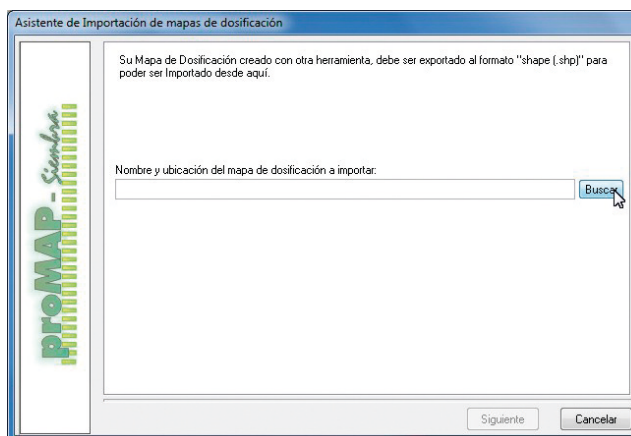 Asistente de Importación de mapas de dosificación
Su Mapa de Dosificación creado con otra herramienta, debe ser exportado al formato "shape (.shp)" para
poder ser Importado desde aquí.
proMAP - Siembra
Nombre y ubicación del mapa de dosificación a importar:
Buscar
Siguiente
Cancelar